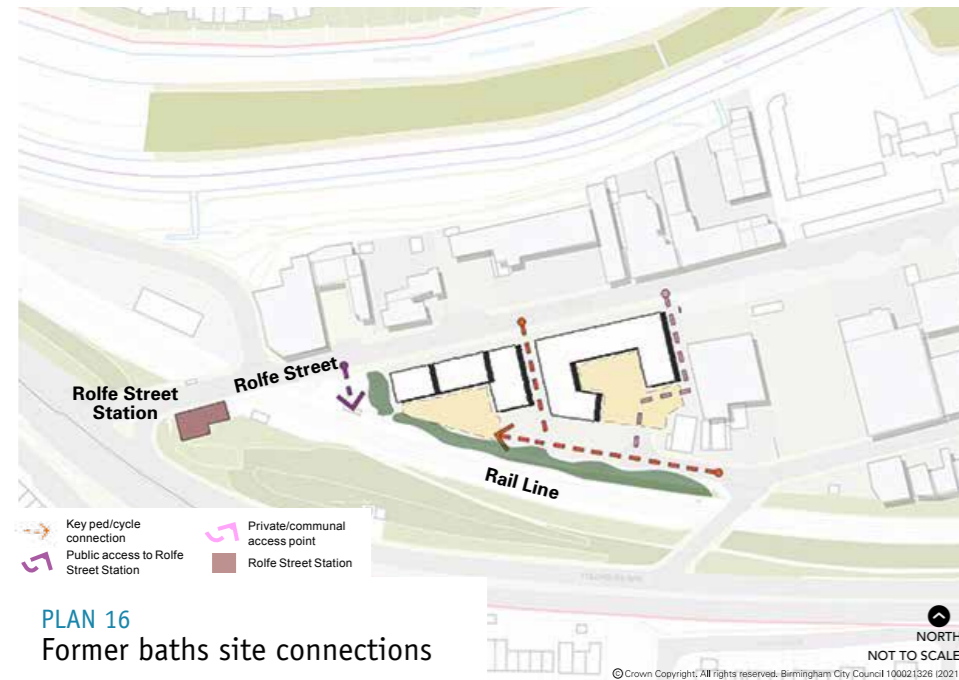 Rolfe Street
Rolfe Street
Station
Rail Line
Key ped/cycle
connection
Public access to Rolfe
Street Station
Private/communal
access point
Rolfe Street Station
PLAN 16
Former baths site connections
NORTH
NOT TO SCALE
© Crown Copyright. All rights reserved. Birmingham City Council 100021326 (2021